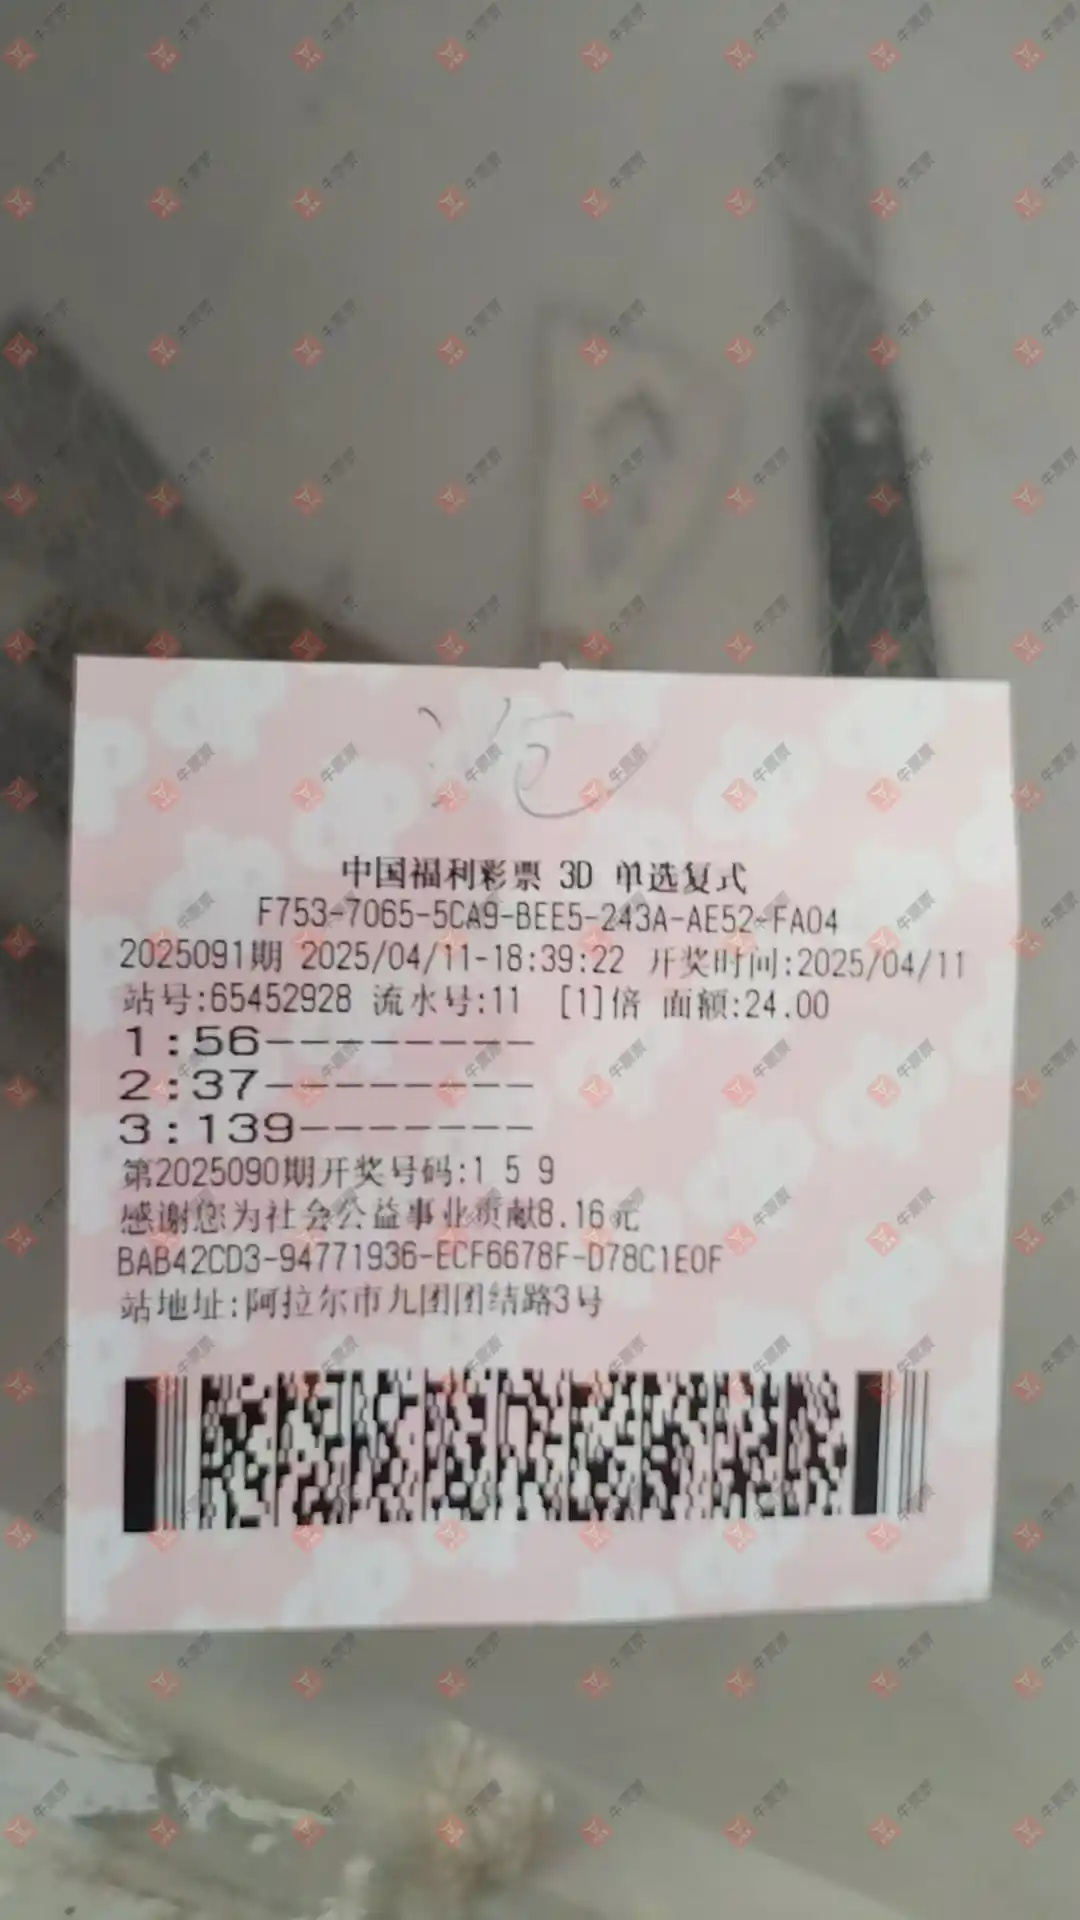 中国福利彩票 3D 单选复式
F753-7065-5CA9-BEE5-243A-AE52-FA04
2025091期 2025/04/11-18:39:22 开奖时间:2025/04/11
站号:65452928 流水号:11 [1]倍 面额:24.00
1:56--------
2:37--------
3:139-------
第2025090期开奖号码:1 5 9
感谢您为社会公益事业贡献8.16元
BAB42CD3-94771936-ECF6678F-D78C1E0F
站地址:阿拉尔市九团团结路3号